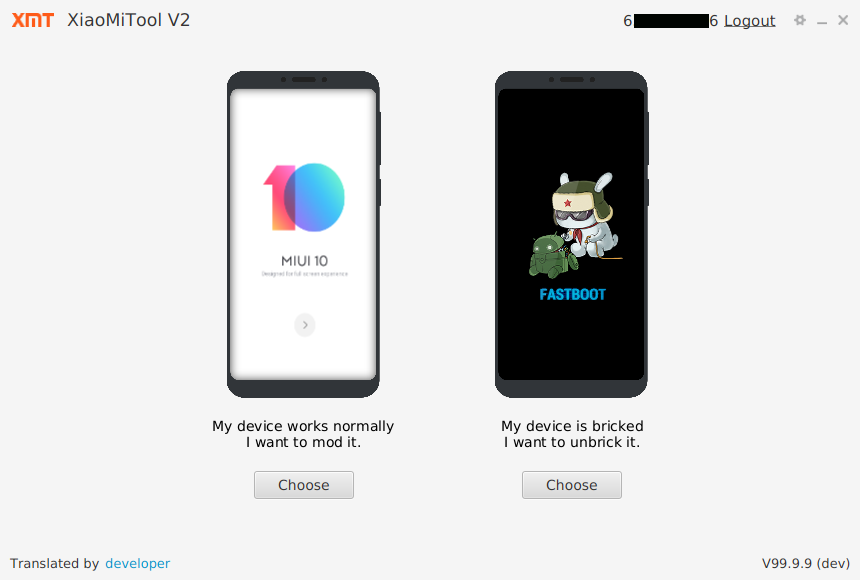 XMT XiaoMiTool V2
6 6 Logout
10
MIUI 10
Designed for full screen experience
FASTBOOT
My device works normally
I want to mod it.
My device is bricked
I want to unbrick it.
Choose
Choose
Translated by developer
V99.9.9 (dev)